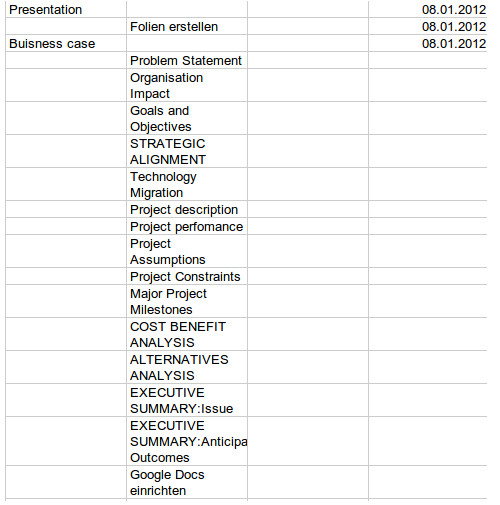 Presentation 08.01.2012
Folien erstellen 08.01.2012
Buisness case 08.01.2012
Problem Statement
Organisation
Impact
Goals and
Objectives
STRATEGIC
ALIGNMENT
Technology
Migration
Project description
Project perfomance
Project
Assumptions
Project Constraints
Major Project
Milestones
COST BENEFIT
ANALYSIS
ALTERNATIVES
ANALYSIS
EXECUTIVE
SUMMARY:Issue
EXECUTIVE
SUMMARY:Anticipa
Outcomes
Google Docs
einrichten